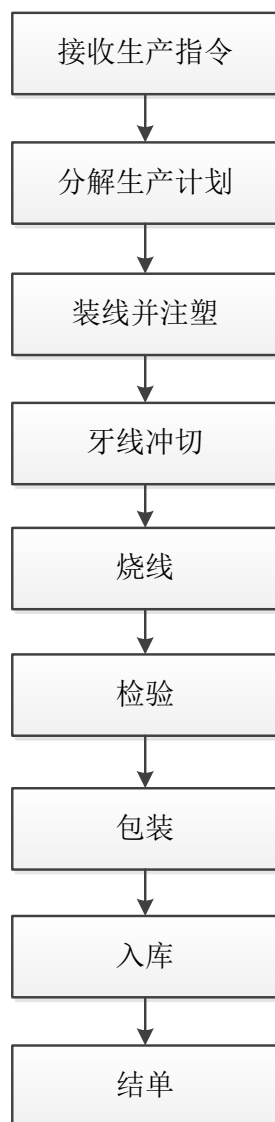 接收生产指令
分解生产计划
装线并注塑
牙线冲切
烧线
检验
包装
入库
结单